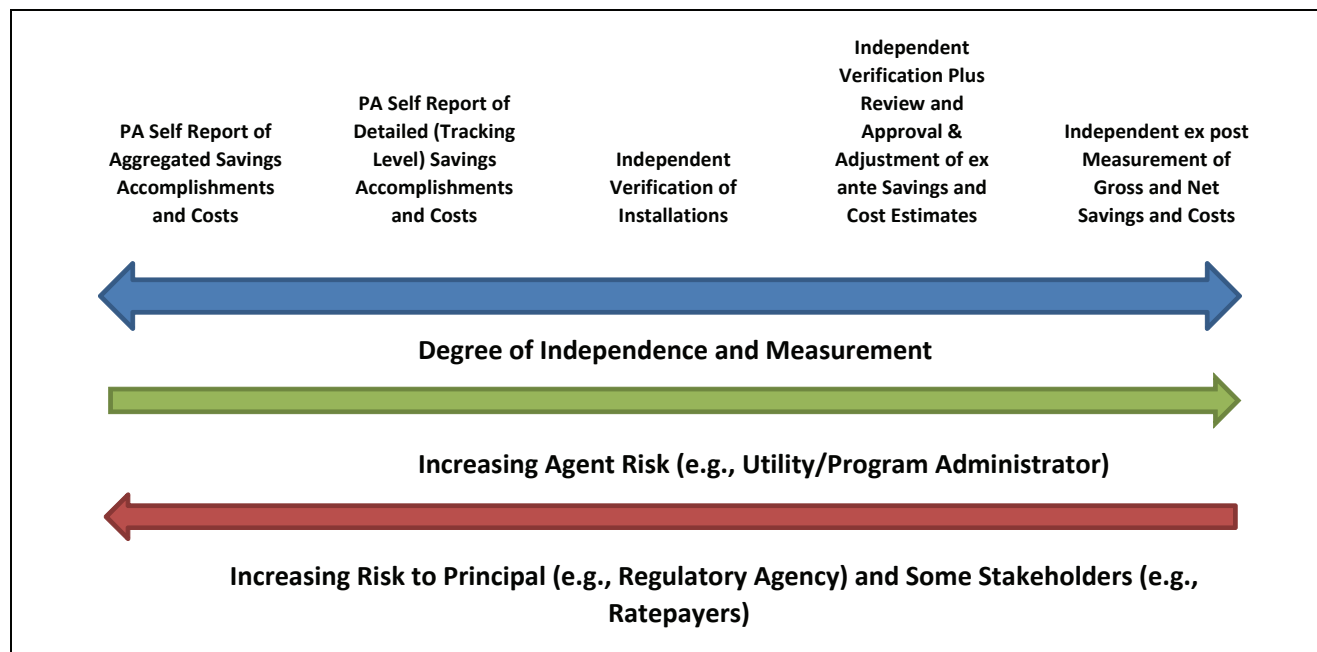 PA Self Report of
Aggregated Savings
Accomplishments
and Costs
PA Self Report of
Detailed (Tracking
Level) Savings
Accomplishments
and Costs
Independent
Verification of
Installations
Independent
Verification Plus
Review and
Approval &
Adjustment of ex
ante Savings and
Cost Estimates
Independent ex post
Measurement of
Gross and Net
Savings and Costs
Degree of Independence and Measurement
Increasing Agent Risk (e.g., Utility/Program Administrator)
Increasing Risk to Principal (e.g., Regulatory Agency) and Some Stakeholders (e.g.,
Ratepayers)